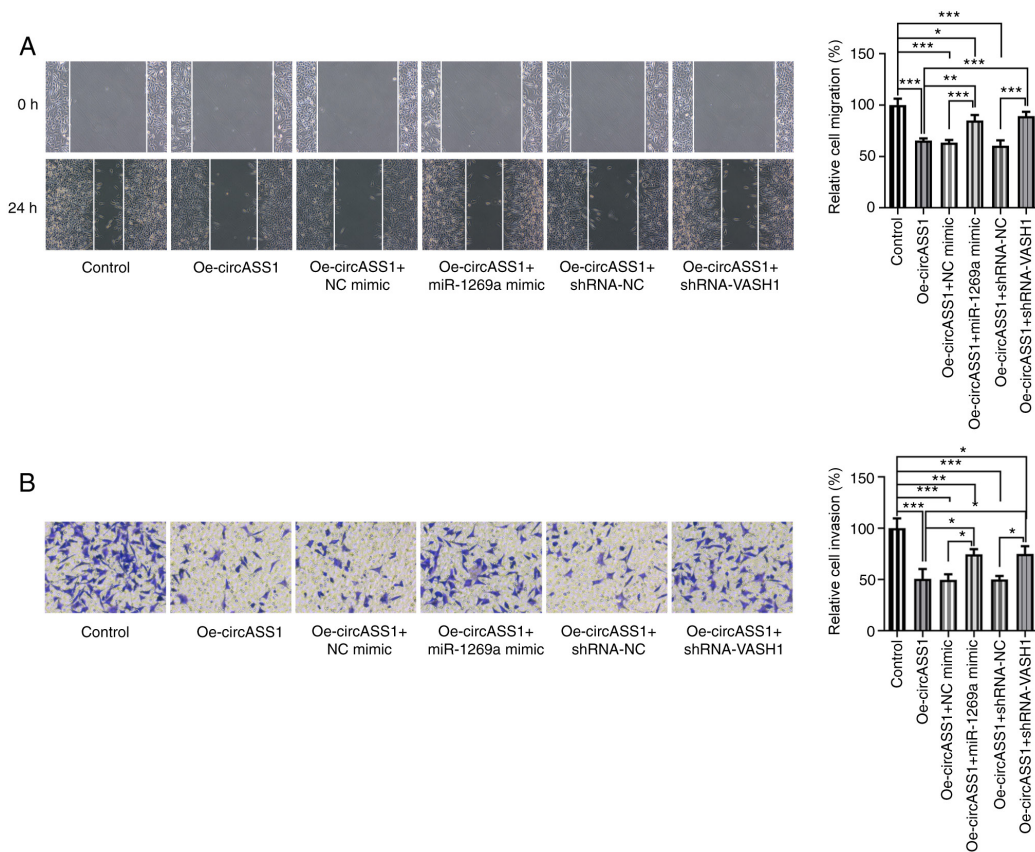 A
0 h
24 h
Control
Oe-circASS1
Oe-circASS1+
NC mimic
Oe-circASS1+
miR-1269a mimic
Oe-circASS1+
shRNA-NC
Oe-circASS1+
shRNA-VASH1
Relative cell migration (%)
150
100
50
0
***
*
***
***
***
**
***
***
Control
Oe-circASS1
Oe-circASS1+NC mimic
Oe-circASS1+miR-1269a mimic
Oe-circASS1+shRNA-NC
Oe-circASS1+shRNA-VASH1
B
Control
Oe-circASS1
Oe-circASS1+
NC mimic
Oe-circASS1+
miR-1269a mimic
Oe-circASS1+
shRNA-NC
Oe-circASS1+
shRNA-VASH1
Relative cell invasion (%)
150
100
50
0
*
***
**
***
***
*
*
*
*
Control
Oe-circASS1
Oe-circASS1+NC mimic
Oe-circASS1+miR-1269a mimic
Oe-circASS1+shRNA-NC
Oe-circASS1+shRNA-VASH1